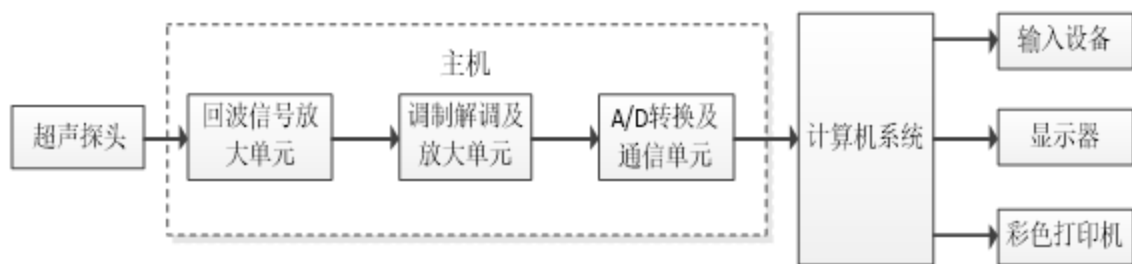 主机
超声探头
回波信号放
大单元
调制解调及
放大单元
A/D转换及
通信单元
计算机系统
输入设备
显示器
彩色打印机